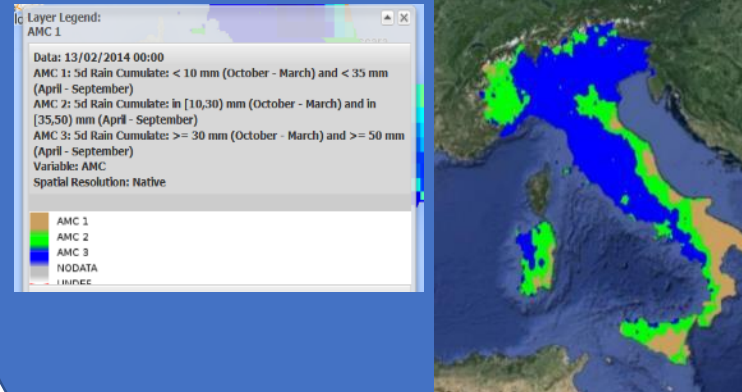 Layer Legend:
AMC 1
Data: 13/02/2014 00:00
AMC 1: 5d Rain Cumulate: < 10 mm (October - March) and < 35 mm
(April - September)
AMC 2: 5d Rain Cumulate: in [10,30) mm (October - March) and in
[35,50) mm (April - September)
AMC 3: 5d Rain Cumulate: >= 30 mm (October - March) and >= 50 mm
(April - September)
Variable: AMC
Spatial Resolution: Native
AMC 1
AMC 2
AMC 3
NODATA
UNDEF